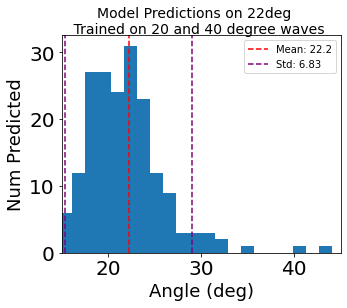 Model Predictions on 22deg
Trained on 20 and 40 degree waves
Mean: 22.2
Std: 6.83
Num Predicted
30
20
10
0
20 30 40
Angle (deg)